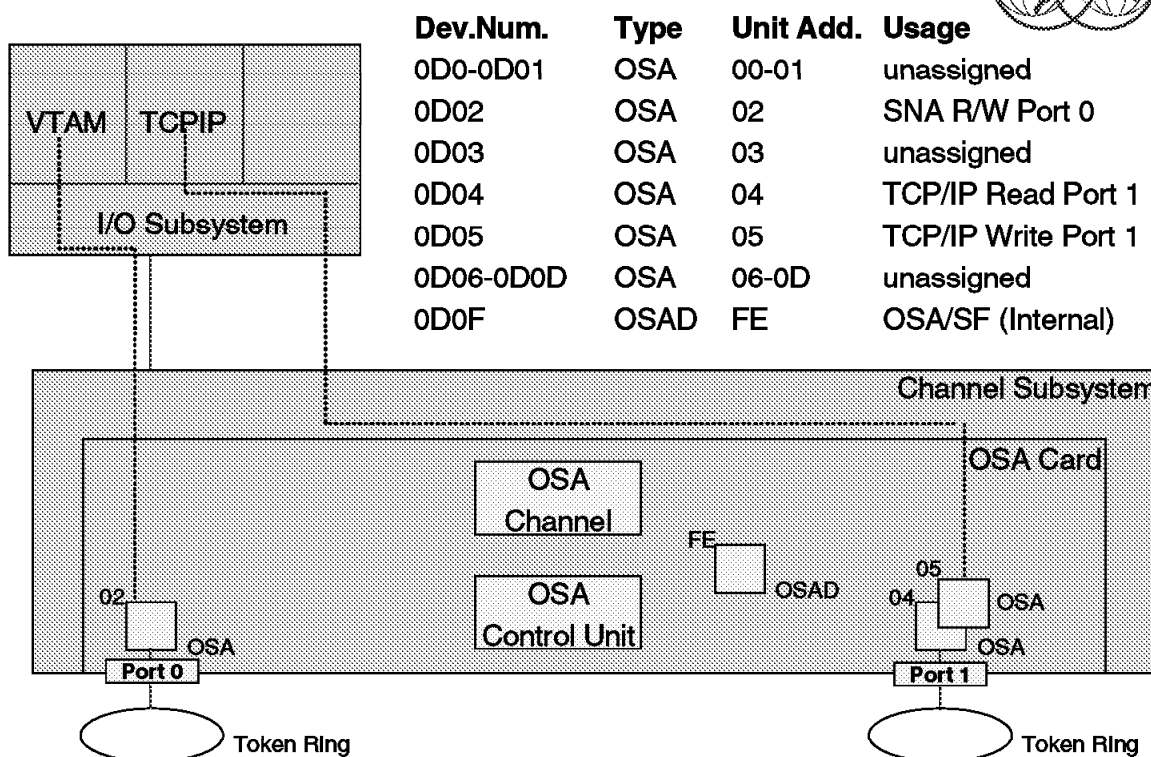 Dev.Num. Type Unit Add. Usage
0D0-0D01 OSA 00-01 unassigned
0D02 OSA 02 SNA R/W Port 0
0D03 OSA 03 unassigned
0D04 OSA 04 TCP/IP Read Port 1
0D05 OSA 05 TCP/IP Write Port 1
0D06-0D0D OSA 06-0D unassigned
0D0F OSAD FE OSA/SF (Internal)
VTAM TCPIP
I/O Subsystem
Channel Subsystem
OSA Card
OSA
Channel
FE
OSAD
OSA
Control Unit
02
OSA
Port 0
05
OSA
04
OSA
Port 1
Token Ring
Token Ring